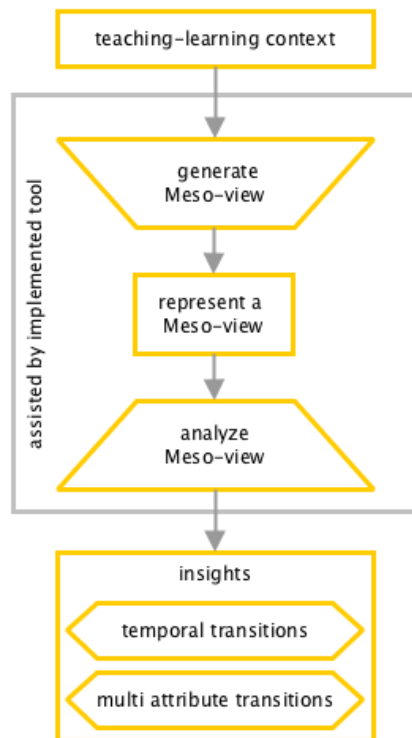 teaching-learning context
assisted by implemented tool
generate
Meso-view
represent a
Meso-view
analyze
Meso-view
insights
temporal transitions
multi attribute transitions